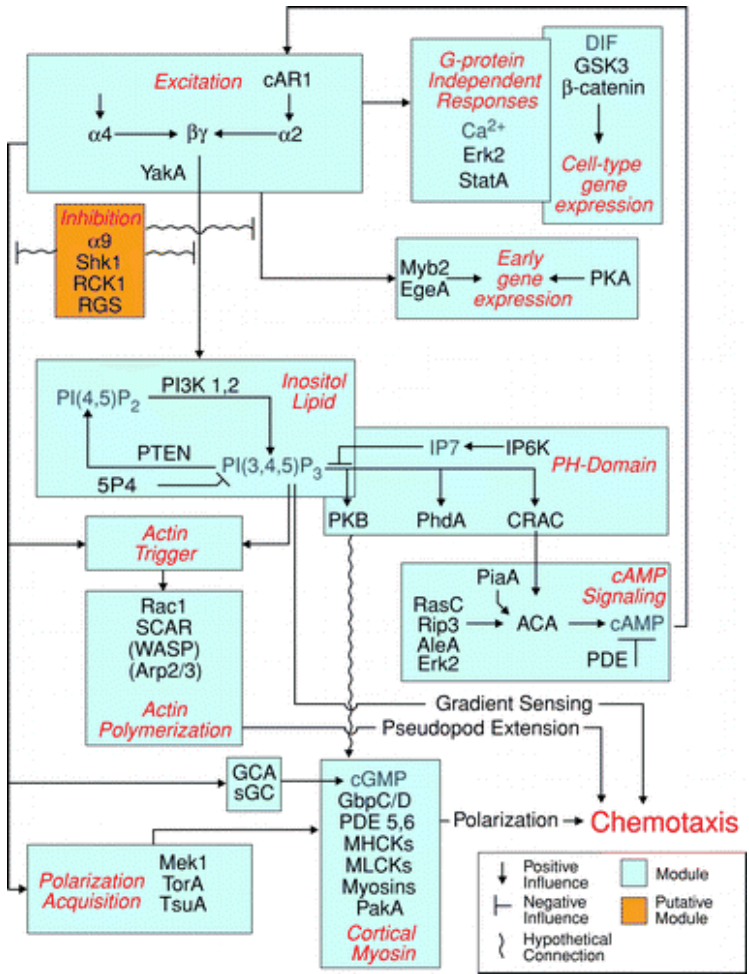 Excitation
cAR1
α4
βγ
α2
YakA
G-protein
Independent
Responses
Ca²⁺
Erk2
StatA
DIF
GSK3
β-catenin
Cell-type
gene
expression
Inhibition
α9
Shk1
RCK1
RGS
Myb2
EgeA
Early
gene
expression
PKA
Inositol
Lipid
PI3K 1,2
PI(4,5)P₂
PTEN
PI(3,4,5)P₃
5P4
IP7
IP6K
PH-Domain
PKB
PhdA
CRAC
Actin
Trigger
Rac1
SCAR
(WASP)
(Arp2/3)
Actin
Polymerization
cAMP
Signaling
PiaA
RasC
Rip3
AleA
Erk2
ACA
cAMP
PDE
Gradient Sensing
Pseudopod Extension
GCA
sGC
cGMP
GbpC/D
PDE 5,6
MHCKs
MLCKs
Myosins
PakA
Cortical
Myosin
Polarization
Chemotaxis
Polarization
Acquisition
Mek1
TorA
TsuA
Positive
Influence
Negative
Influence
Hypothetical
Connection
Module
Putative
Module